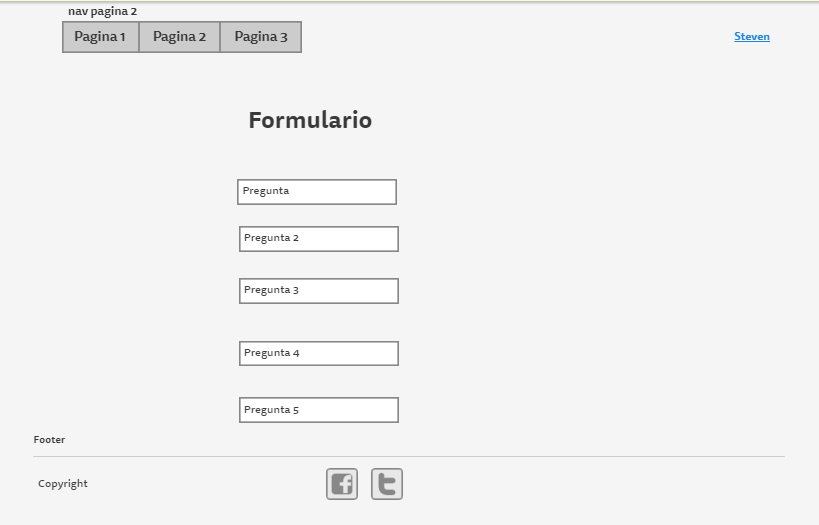 nav pagina 2
Pagina 1 Pagina 2 Pagina 3 Steven
Formulario
Pregunta
Pregunta 2
Pregunta 3
Pregunta 4
Pregunta 5
Footer
Copyright